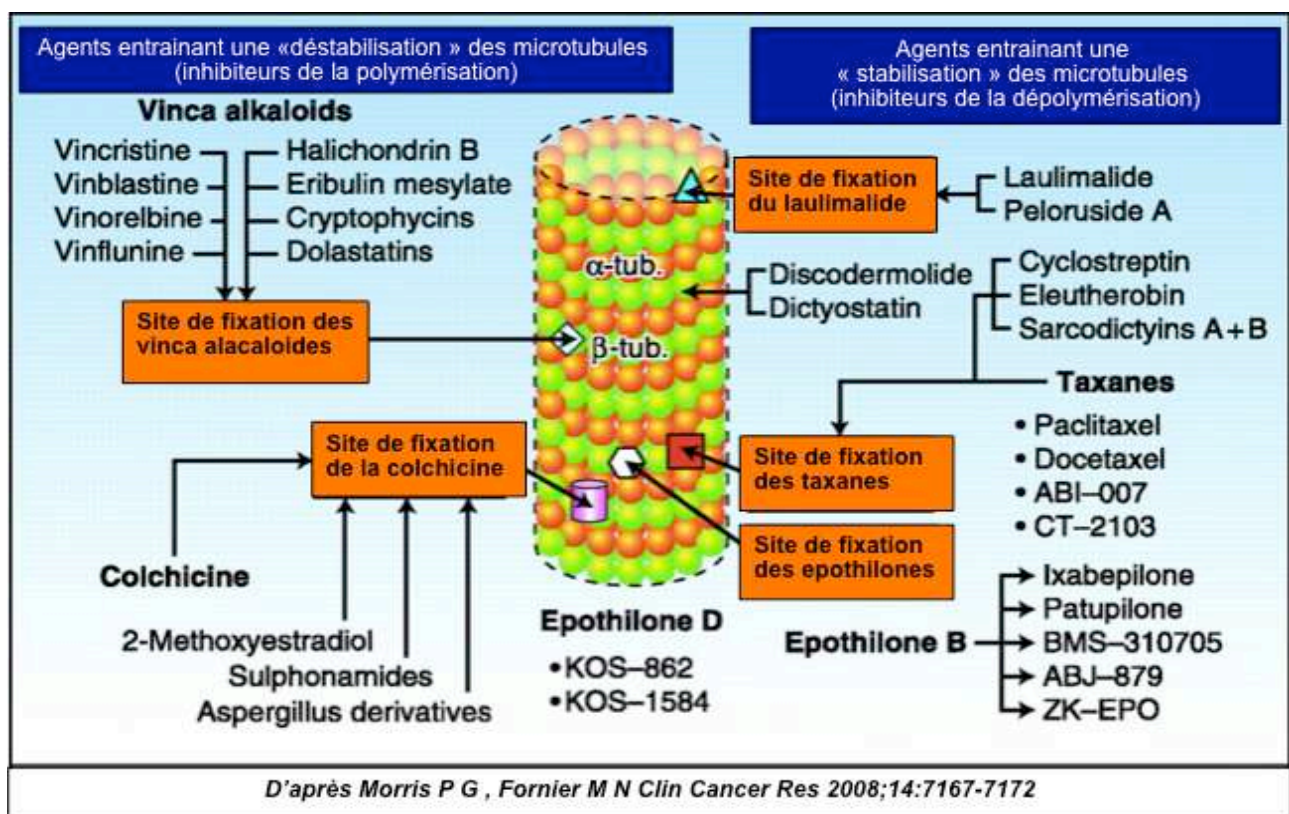 Agents entrainant une «déstabilisation » des microtubules
(inhibiteurs de la polymérisation)
Agents entrainant une
« stabilisation » des microtubules
(inhibiteurs de la dépolymérisation)
Vinca alkaloids
Vincristine
Vinblastine
Vinorelbine
Vinflunine
Halichondrin B
Eribulin mesylate
Cryptophycins
Dolastatins
Site de fixation des
vinca alacaloides
Site de fixation
de la colchicine
Colchicine
2-Methoxyestradiol
Sulphonamides
Aspergillus derivatives
α-tub.
β-tub.
Epothilone D
•KOS–862
•KOS–1584
Site de fixation
du laulimalide
Laulimalide
Peloruside A
Discodermolide
Dictyostatin
Cyclostreptin
Eleutherobin
Sarcodictyins A+B
Taxanes
• Paclitaxel
• Docetaxel
• ABI–007
• CT–2103
Site de fixation
des taxanes
Site de fixation
des epothilones
Epothilone B
Ixabepilone
Patupilone
BMS–310705
ABJ–879
ZK–EPO
D'après Morris P G , Fornier M N Clin Cancer Res 2008;14:7167-7172